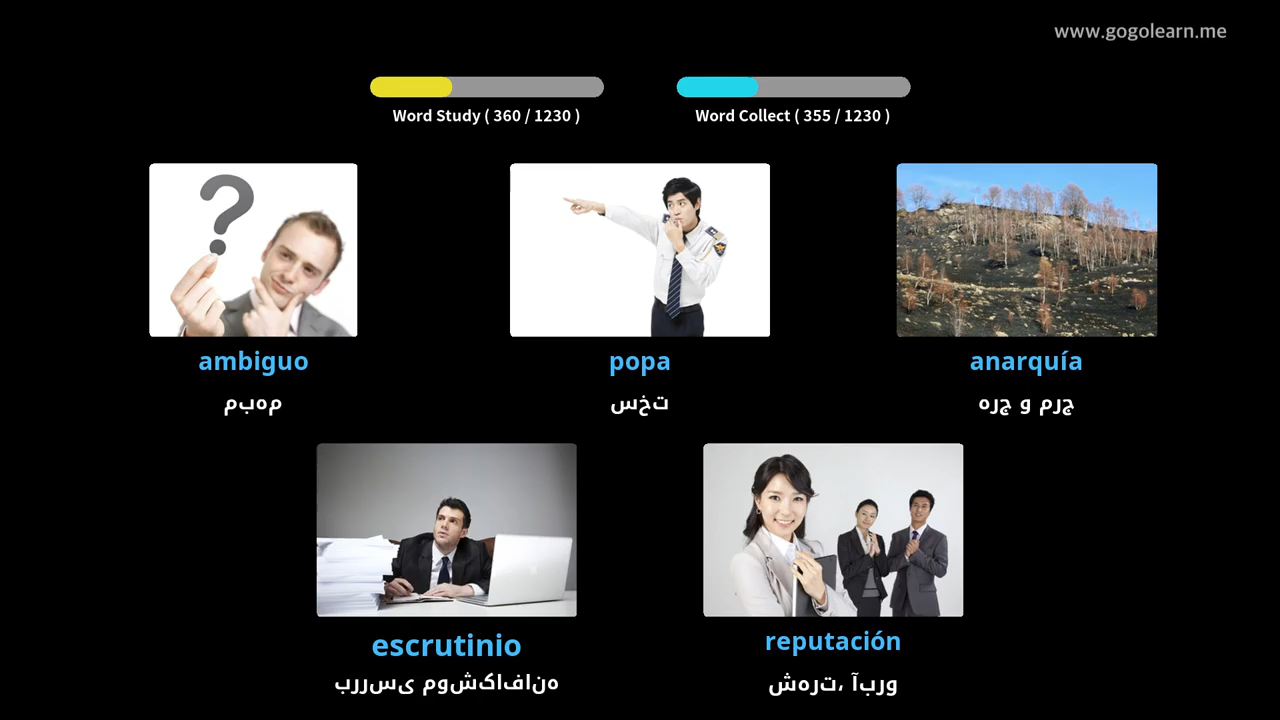 www.gogolearn.me
Word Study ( 360 / 1230 )
Word Collect ( 355 / 1230 )
ambiguo
popa
anarquía
مبهم
سخت
هرج و مرج
escrutinio
reputación
بررسی موشکافانه
شهرت، آبرو